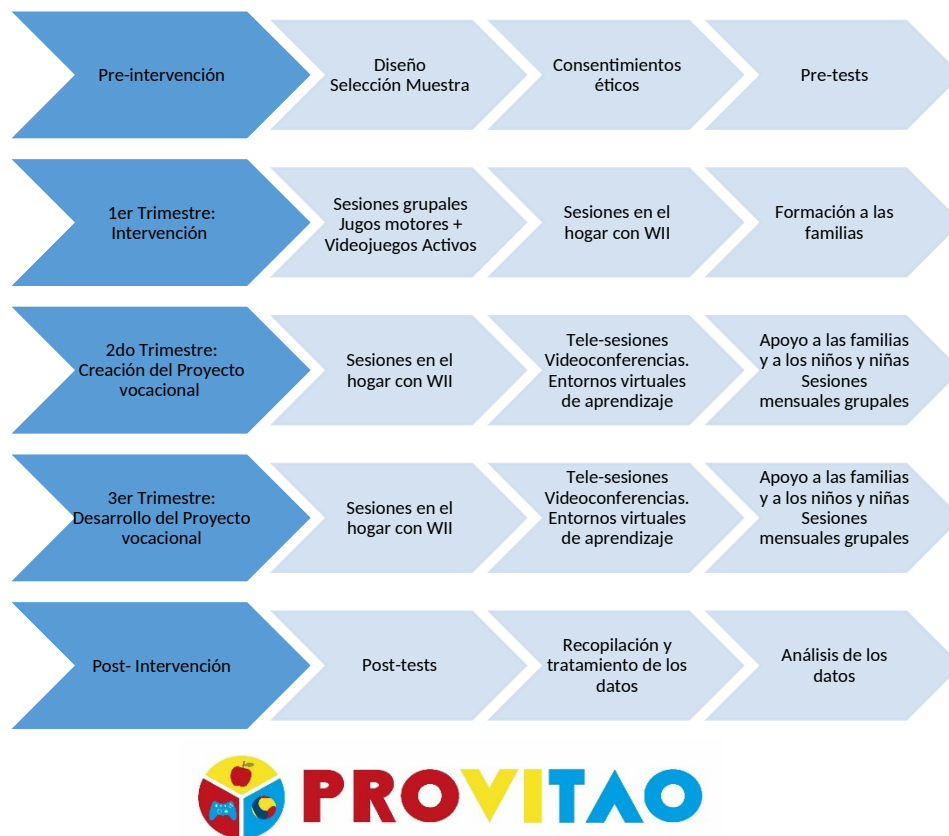 Pre-intervención
Diseño
Selección Muestra
Consentimientos
éticos
Pre-tests
1er Trimestre:
Intervención
Sesiones grupales
Jugos motores +
Videojuegos Activos
Sesiones en el
hogar con WII
Formación a las
familias
2do Trimestre:
Creación del Proyecto
vocacional
Sesiones en el
hogar con WII
Tele-sesiones
Videoconferencias.
Entornos virtuales
de aprendizaje
Apoyo a las familias
y a los niños y niñas
Sesiones
mensuales grupales
3er Trimestre:
Desarrollo del Proyecto
vocacional
Sesiones en el
hogar con WII
Tele-sesiones
Videoconferencias.
Entornos virtuales
de aprendizaje
Apoyo a las familias
y a los niños y niñas
Sesiones
mensuales grupales
Post- Intervención
Post-tests
Recopilación y
tratamiento de los
datos
Análisis de los
datos
PROVITAO